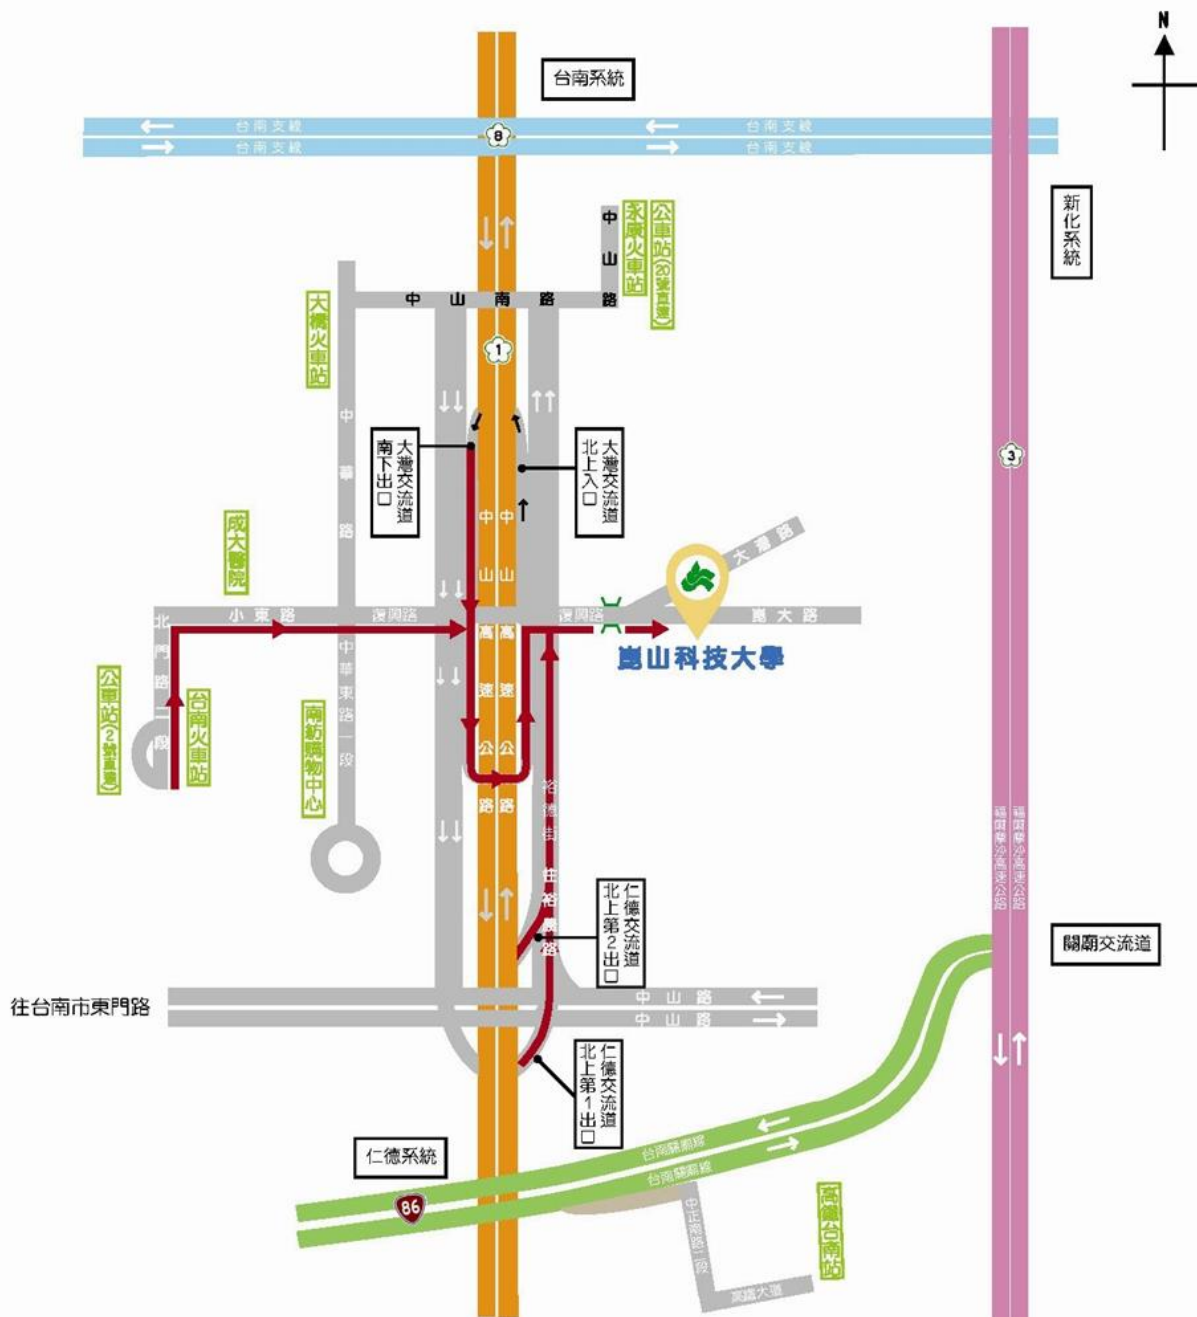 N
台南系統
台南支線
台南支線
台南支線
台南支線
8
新化系統
中山路
永康火車站
公車站(20號直達)
中山南路
大橋火車站
1
中華路
大灣交流道
南下出口
大灣交流道
北上入口
3
成大醫院
大灣路
中山高速公路
中山高速公路
小東路
復興路
復興路
崑大路
崑山科技大學
北門路二段
公車站(2號直達)
台南火車站
中華東路一段
南紡購物中心
裕德街
往裕農路
福爾摩沙高速公路
福爾摩沙高速公路
仁德交流道
北上第2出口
關廟交流道
往台南市東門路
中山路
中山路
仁德交流道
北上第1出口
仁德系統
台南關廟線
台南關廟線
86
中正南路二段
高鐵台南站